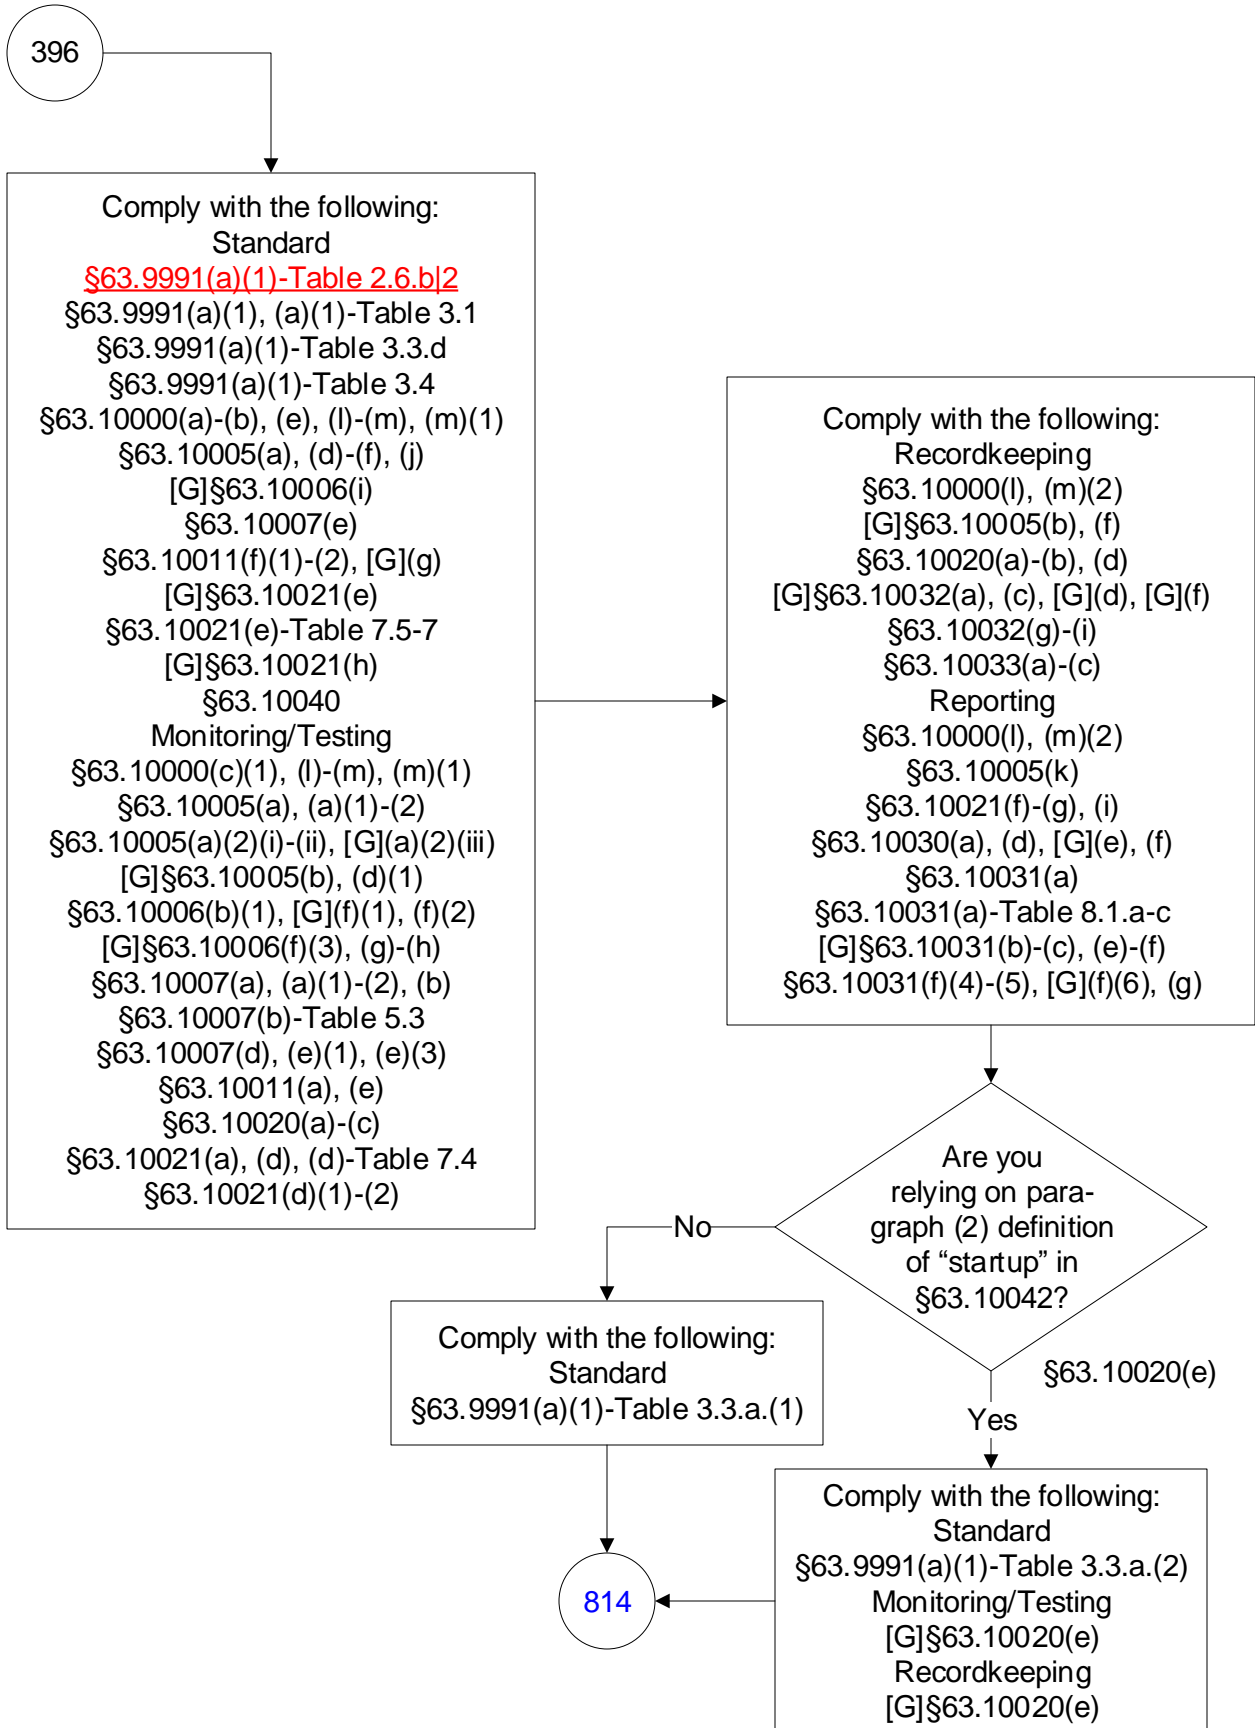 396
Comply with the following:
Standard
§63.9991(a)(1)-Table 2.6.b|2
§63.9991(a)(1), (a)(1)-Table 3.1
§63.9991(a)(1)-Table 3.3.d
§63.9991(a)(1)-Table 3.4
§63.10000(a)-(b), (e), (l)-(m), (m)(1)
§63.10005(a), (d)-(f), (j)
[G]§63.10006(i)
§63.10007(e)
§63.10011(f)(1)-(2), [G](g)
[G]§63.10021(e)
§63.10021(e)-Table 7.5-7
[G]§63.10021(h)
§63.10040
Monitoring/Testing
§63.10000(c)(1), (l)-(m), (m)(1)
§63.10005(a), (a)(1)-(2)
§63.10005(a)(2)(i)-(ii), [G](a)(2)(iii)
[G]§63.10005(b), (d)(1)
§63.10006(b)(1), [G](f)(1), (f)(2)
[G]§63.10006(f)(3), (g)-(h)
§63.10007(a), (a)(1)-(2), (b)
§63.10007(b)-Table 5.3
§63.10007(d), (e)(1), (e)(3)
§63.10011(a), (e)
§63.10020(a)-(c)
§63.10021(a), (d), (d)-Table 7.4
§63.10021(d)(1)-(2)
Comply with the following:
Recordkeeping
§63.10000(l), (m)(2)
[G]§63.10005(b), (f)
§63.10020(a)-(b), (d)
[G]§63.10032(a), (c), [G](d), [G](f)
§63.10032(g)-(i)
§63.10033(a)-(c)
Reporting
§63.10000(l), (m)(2)
§63.10005(k)
§63.10021(f)-(g), (i)
§63.10030(a), (d), [G](e), (f)
§63.10031(a)
§63.10031(a)-Table 8.1.a-c
[G]§63.10031(b)-(c), (e)-(f)
§63.10031(f)(4)-(5), [G](f)(6), (g)
Are you
relying on para-
graph (2) definition
of “startup” in
§63.10042?
No
§63.10020(e)
Yes
Comply with the following:
Standard
§63.9991(a)(1)-Table 3.3.a.(1)
Comply with the following:
Standard
§63.9991(a)(1)-Table 3.3.a.(2)
Monitoring/Testing
[G]§63.10020(e)
Recordkeeping
[G]§63.10020(e)
814